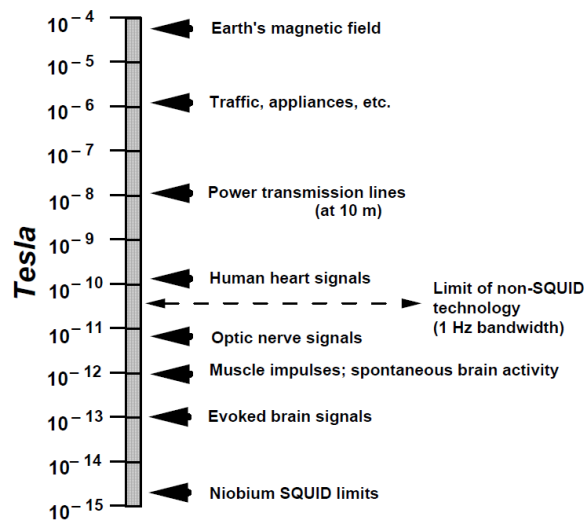 10⁻⁴
Earth's magnetic field
10⁻⁵
10⁻⁶
Traffic, appliances, etc.
10⁻⁷
10⁻⁸
Power transmission lines
(at 10 m)
10⁻⁹
Tesla
10⁻¹⁰
Human heart signals
Limit of non-SQUID
technology
(1 Hz bandwidth)
10⁻¹¹
Optic nerve signals
10⁻¹²
Muscle impulses; spontaneous brain activity
10⁻¹³
Evoked brain signals
10⁻¹⁴
Niobium SQUID limits
10⁻¹⁵